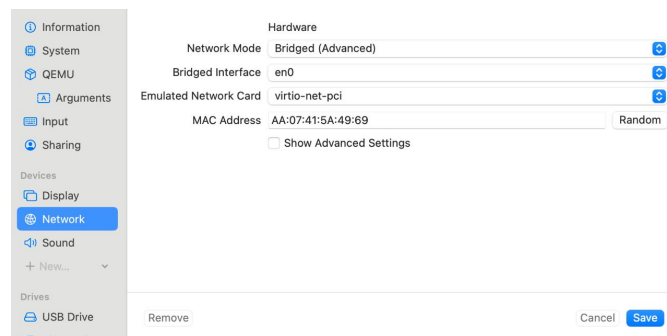 Information
System
QEMU
Arguments
Input
Sharing
Devices
Display
Network
Sound
New...
Drives
USB Drive
Hardware
Network Mode Bridged (Advanced)
Bridged Interface en0
Emulated Network Card virtio-net-pci
MAC Address AA:07:41:5A:49:69 Random
Show Advanced Settings
Remove Cancel Save